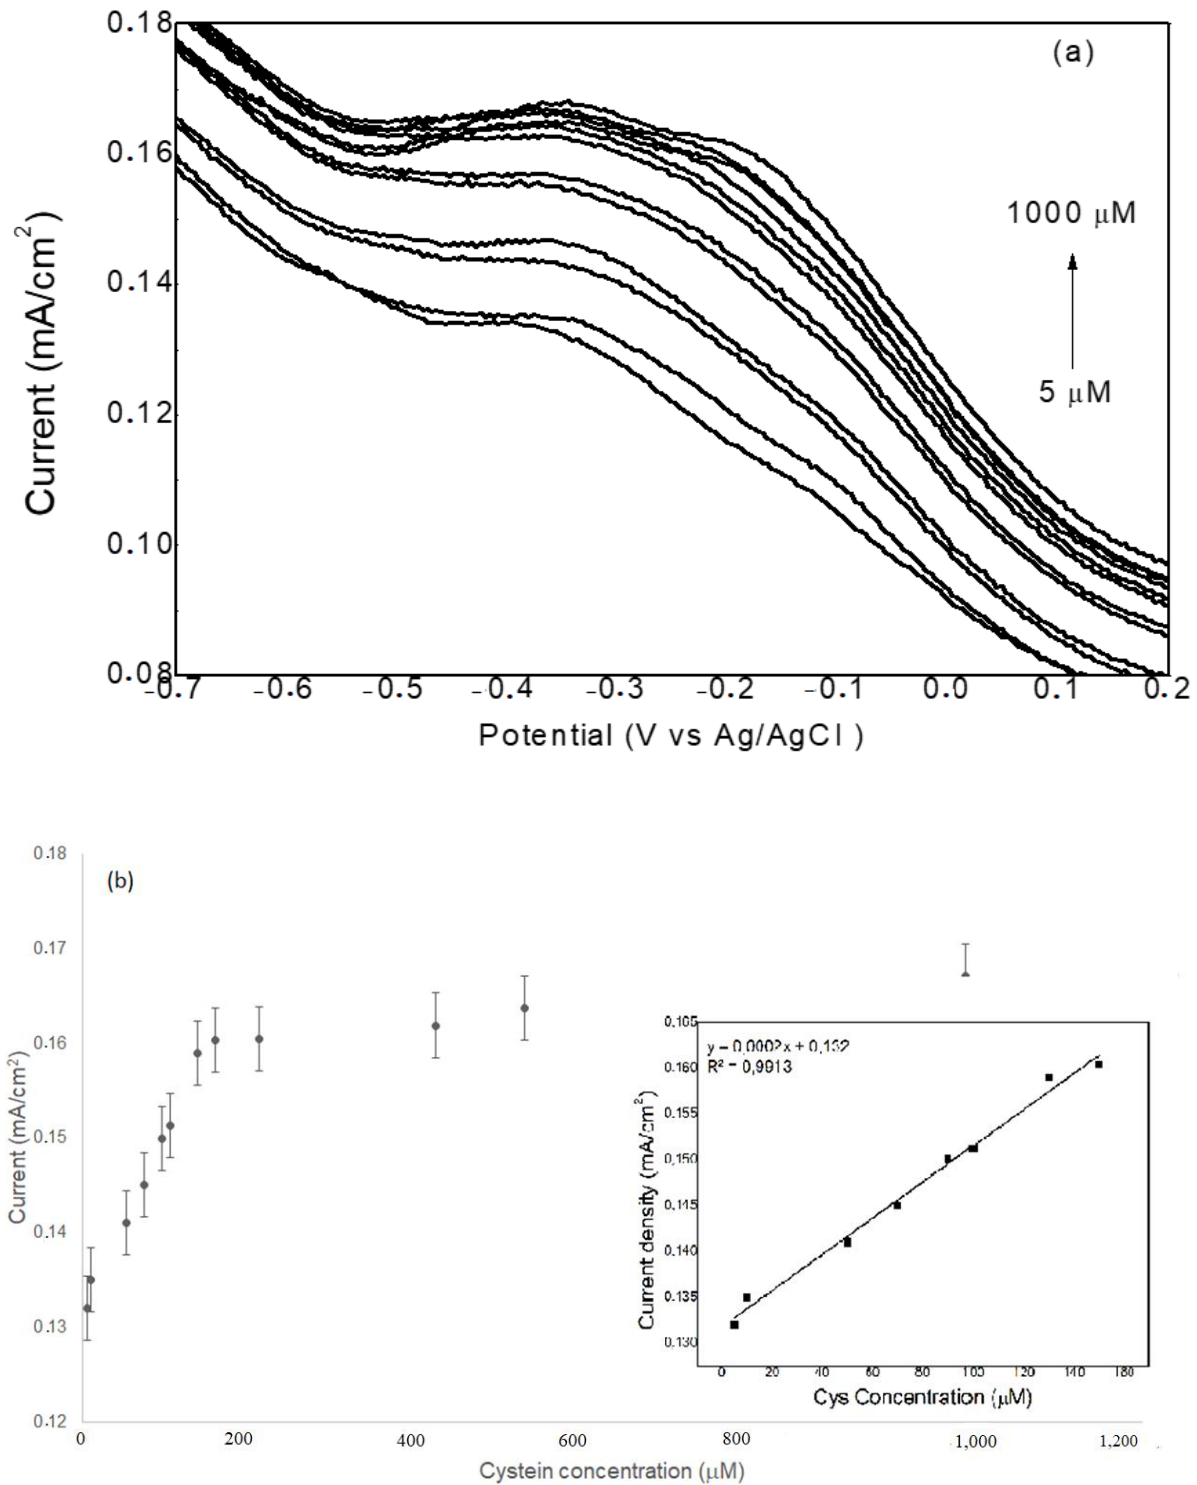 (a)
0.18
0.16
0.14
0.12
0.10
0.08
Current (mA/cm²)
1000 μM
5 μM
−0.7 −0.6 −0.5 −0.4 −0.3 −0.2 −0.1 0.0 0.1 0.2
Potential (V vs Ag/AgCl )
(b)
0.18
0.17
0.16
0.15
0.14
0.13
0.12
Current (mA/cm²)
0 200 400 600 800 1,000 1,200
Cystein concentration (μM)
y = 0,0002x + 0,132
R² = 0,9913
0.165
0.160
0.155
0,150
0.145
0.140
0.135
0,130
Current density (mA/cm²)
0 20 40 60 80 100 120 140 180
Cys Concentration (μM)